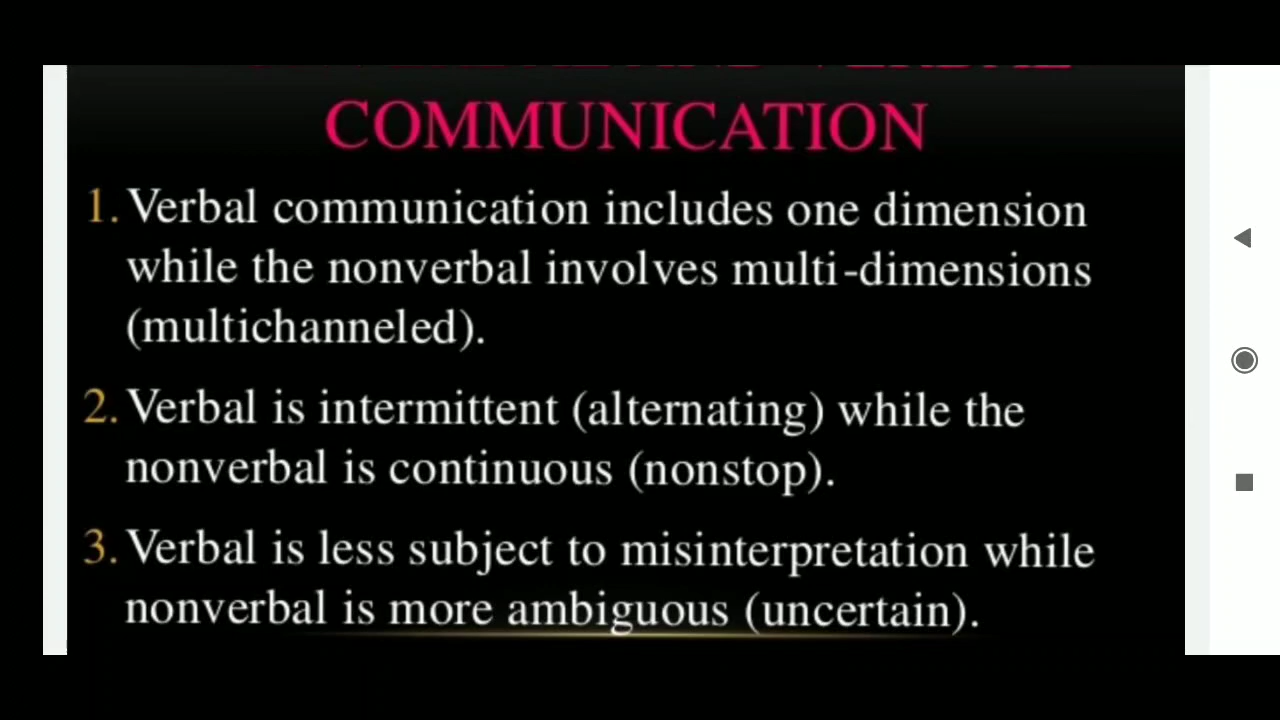 COMMUNICATION
1. Verbal communication includes one dimension
while the nonverbal involves multi-dimensions
(multichanneled).
2. Verbal is intermittent (alternating) while the
nonverbal is continuous (nonstop).
3. Verbal is less subject to misinterpretation while
nonverbal is more ambiguous (uncertain).